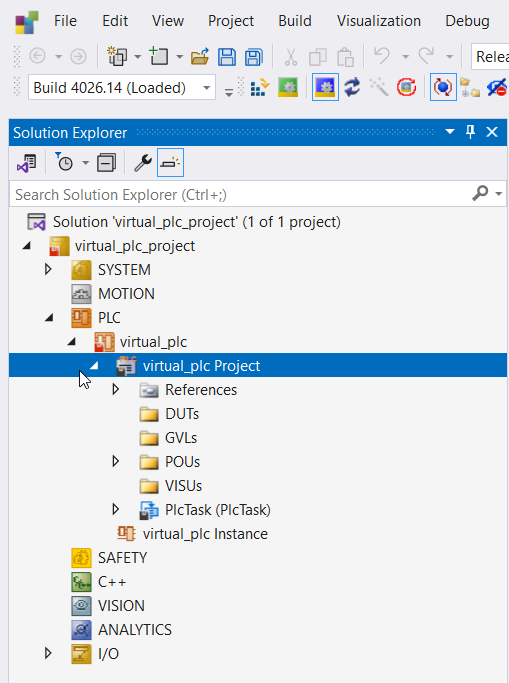 File Edit View Project Build Visualization Debug
Relea
Build 4026.14 (Loaded)
Solution Explorer
Search Solution Explorer (Ctrl+;)
Solution 'virtual_plc_project' (1 of 1 project)
virtual_plc_project
SYSTEM
MOTION
PLC
virtual_plc
virtual_plc Project
References
DUTs
GVLs
POUs
VISUs
PlcTask (PlcTask)
virtual_plc Instance
SAFETY
C++
VISION
ANALYTICS
I/O